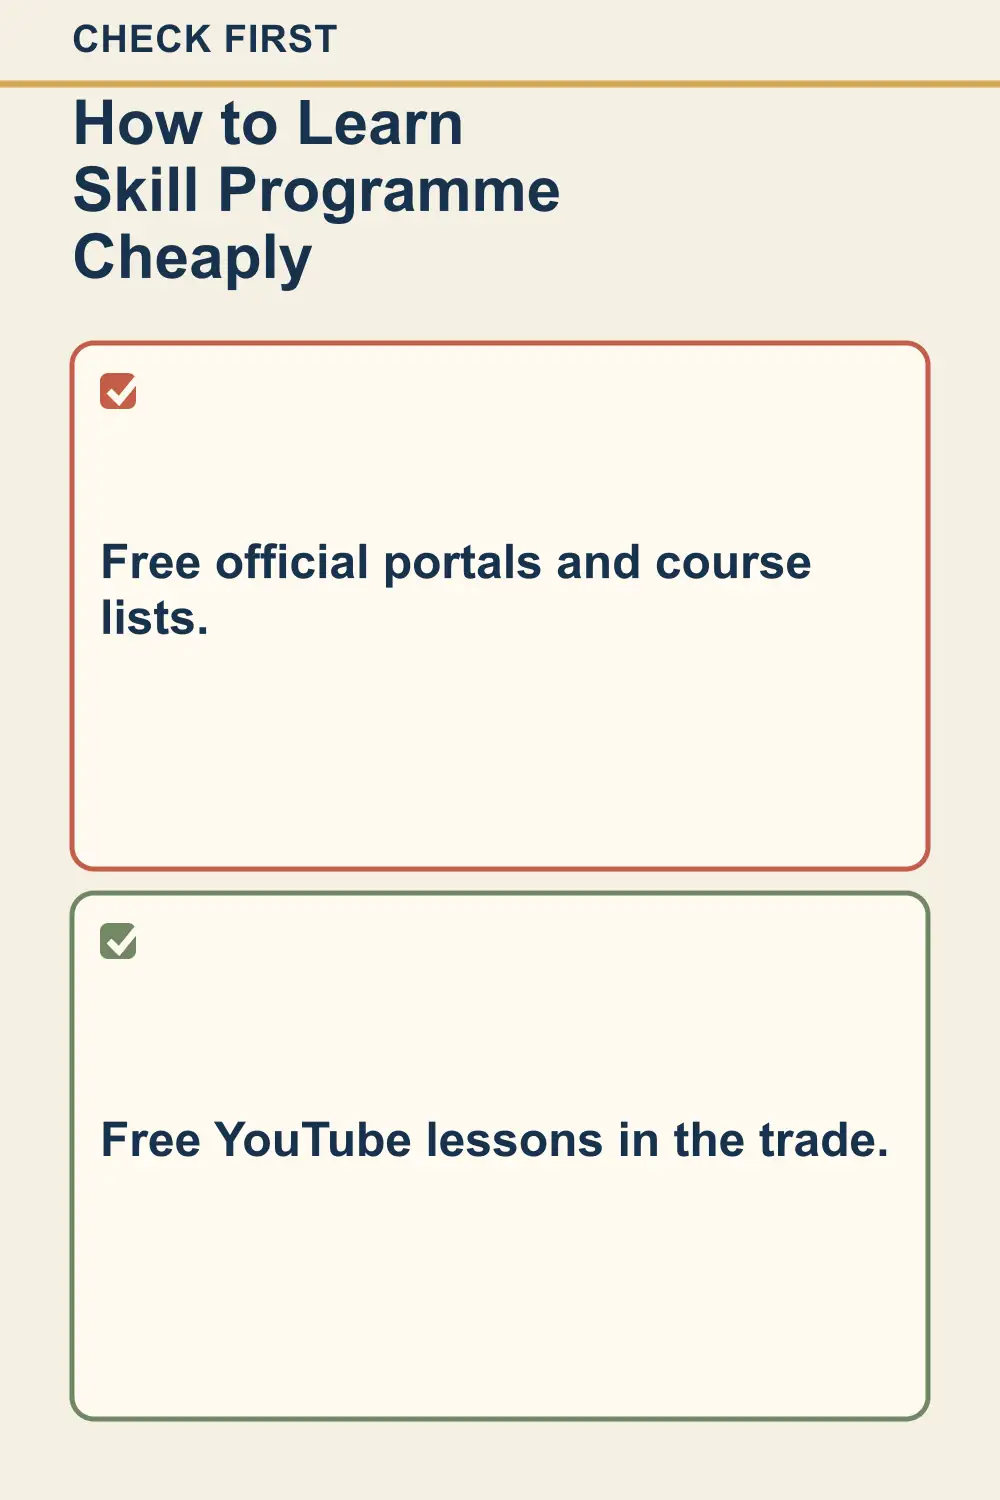 CHECK FIRST
How to Learn
Skill Programme
Cheaply
Free official portals and course
lists.
Free YouTube lessons in the trade.